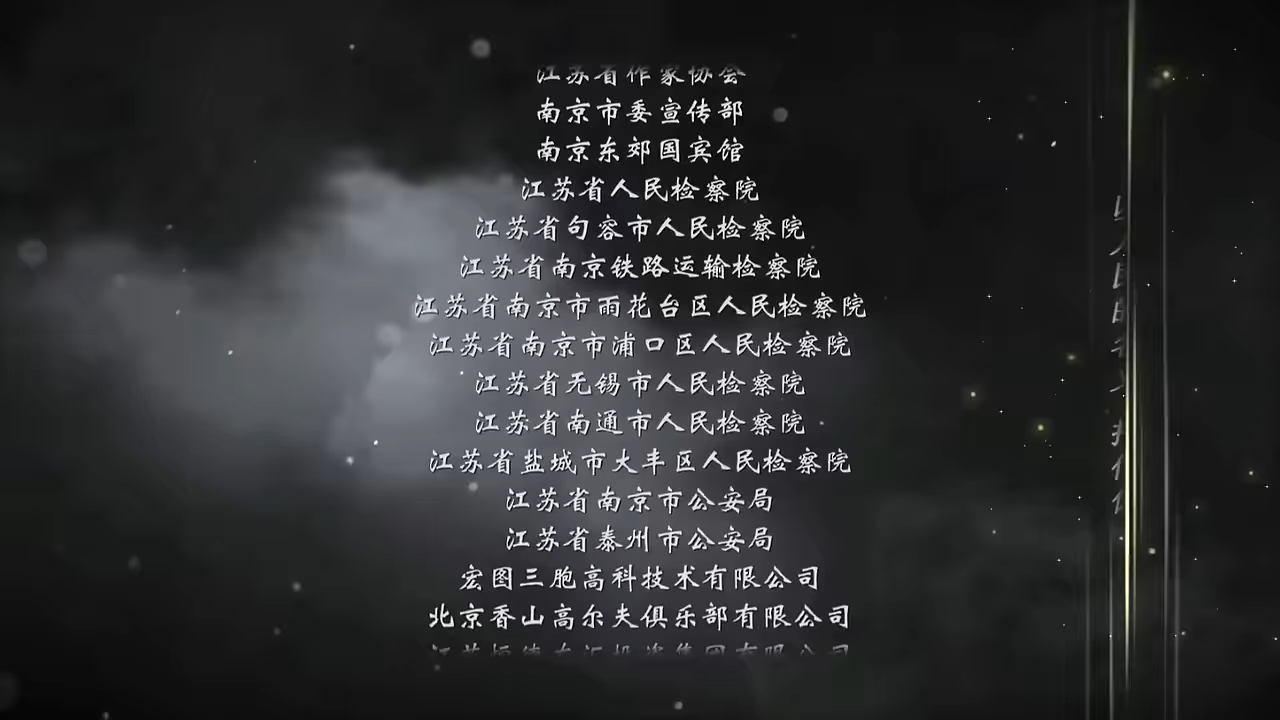 江苏省作家协会
南京市委宣传部
南京东郊国宾馆
江苏省人民检察院
江苏省句容市人民检察院
江苏省南京铁路运输检察院
江苏省南京市雨花台区人民检察院
江苏省南京市浦口区人民检察院
江苏省无锡市人民检察院
江苏省南通市人民检察院
江苏省盐城市大丰区人民检察院
江苏省南京市公安局
江苏省泰州市公安局
宏图三胞高科技术有限公司
北京香山高尔夫俱乐部有限公司